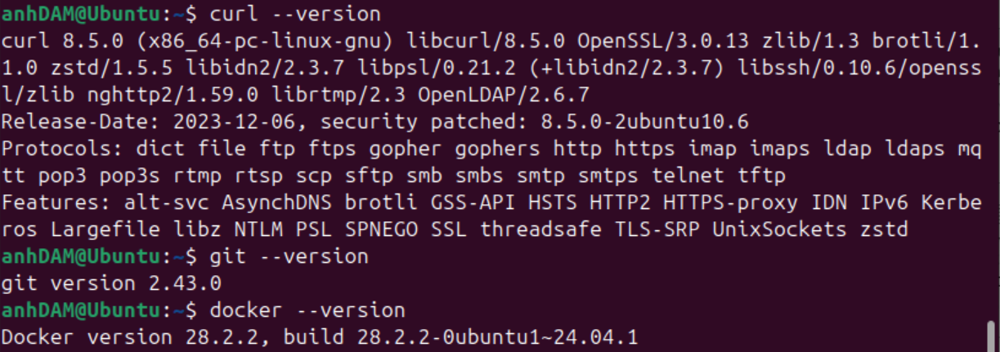 anhDAM@Ubuntu:~$ curl --version
curl 8.5.0 (x86_64-pc-linux-gnu) libcurl/8.5.0 OpenSSL/3.0.13 zlib/1.3 brotli/1.
1.0 zstd/1.5.5 libidn2/2.3.7 libpsl/0.21.2 (+libidn2/2.3.7) libssh/0.10.6/openss
l/zlib nghttp2/1.59.0 librtmp/2.3 OpenLDAP/2.6.7
Release-Date: 2023-12-06, security patched: 8.5.0-2ubuntu10.6
Protocols: dict file ftp ftps gopher gophers http https imap imaps ldap ldaps mq
tt pop3 pop3s rtmp rtsp scp sftp smb smbs smtp smtps telnet tftp
Features: alt-svc AsynchDNS brotli GSS-API HSTS HTTP2 HTTPS-proxy IDN IPv6 Kerbe
ros Largefile libz NTLM PSL SPNEGO SSL threadsafe TLS-SRP UnixSockets zstd
anhDAM@Ubuntu:~$ git --version
git version 2.43.0
anhDAM@Ubuntu:~$ docker --version
Docker version 28.2.2, build 28.2.2-0ubuntu1~24.04.1